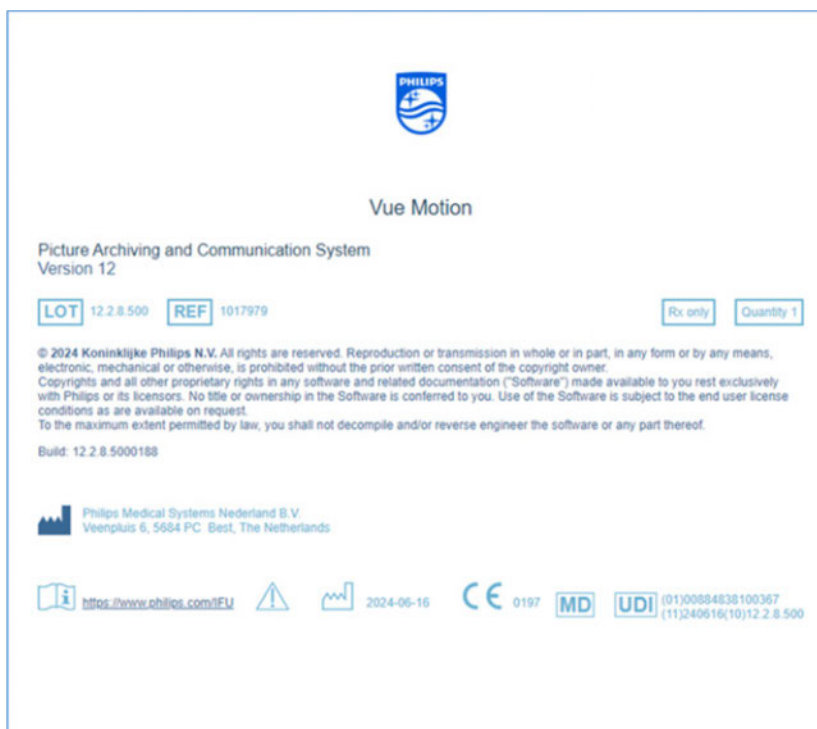 PHILIPS
Vue Motion
Picture Archiving and Communication System
Version 12
LOT 12.2.8.500 REF 1017979 Rx only Quantity 1
© 2024 Koninklijke Philips N.V. All rights are reserved. Reproduction or transmission in whole or in part, in any form or by any means,
electronic, mechanical or otherwise, is prohibited without the prior written consent of the copyright owner.
Copyrights and all other proprietary rights in any software and related documentation ("Software") made available to you rest exclusively
with Philips or its licensors. No title or ownership in the Software is conferred to you. Use of the Software is subject to the end user license
conditions as are available on request.
To the maximum extent permitted by law, you shall not decompile and/or reverse engineer the software or any part thereof.
Build: 12.2.8.5000188
Philips Medical Systems Nederland B.V.
Veenpluis 6, 5684 PC Best, The Netherlands
https://www.philips.com/IFU 2024-06-16 CE 0197 MD UDI (01)00884838100367
(11)240616(10)12.2.8.500